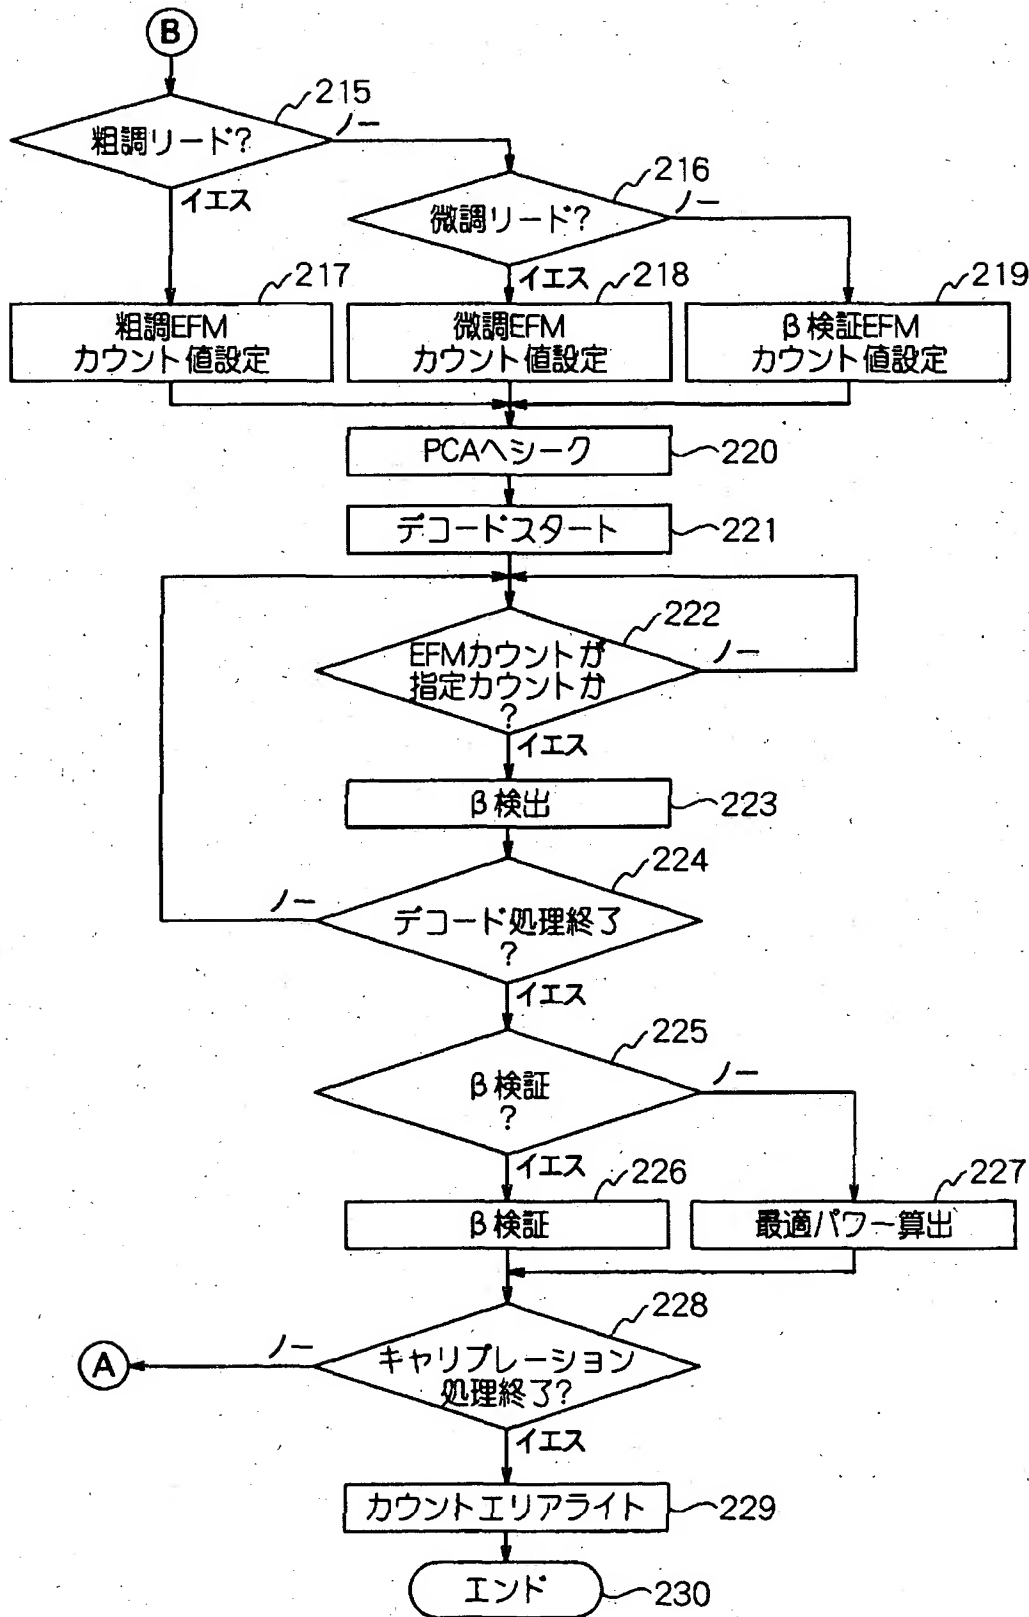 B
215
粗調リード?
ノー
イエス
216
微調リード?
ノー
イエス
217
粗調EFM
カウント値設定
218
微調EFM
カウント値設定
219
β検証EFM
カウント値設定
PCAへシーク
220
デコードスタート
221
222
EFMカウントが
指定カウントか
?
ノー
イエス
β検出
223
224
デコード処理終了
?
ノー
イエス
225
β検証
?
ノー
イエス
226
β検証
227
最適パワー算出
228
キャリプレーション
処理終了?
ノー
A
イエス
カウントエリアライト
229
エンド
230